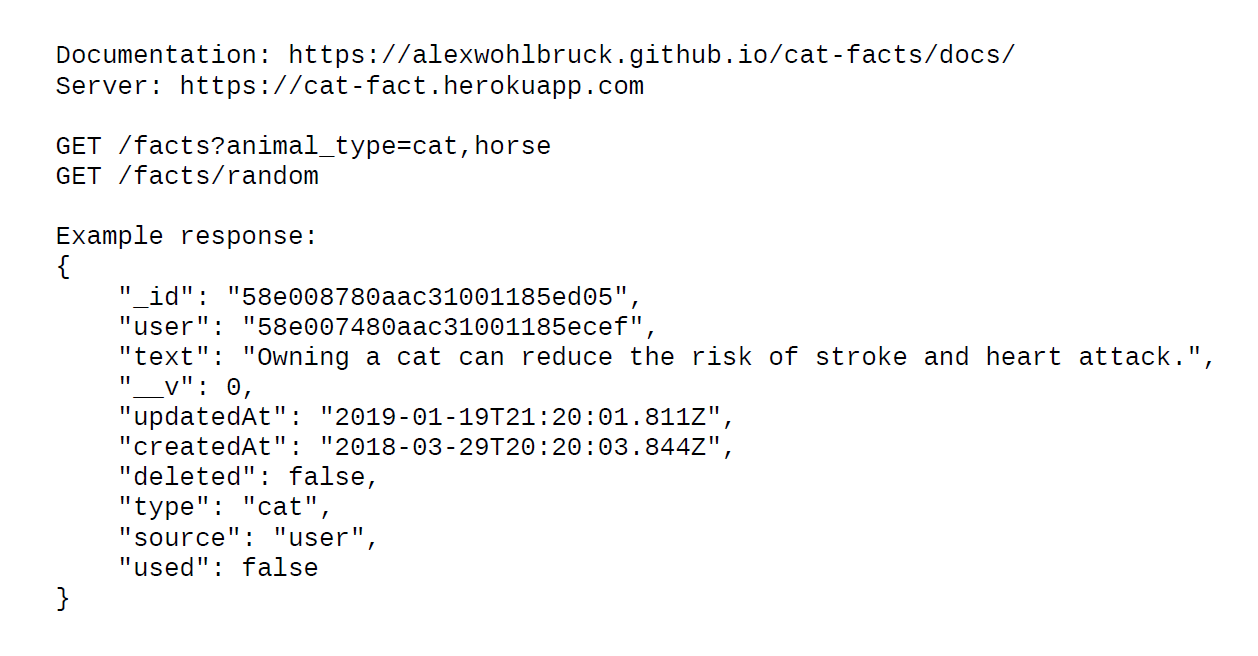 Documentation: https://alexwohlbruck.github.io/cat-facts/docs/
Server: https://cat-fact.herokuapp.com

GET /facts?animal_type=cat,horse
GET /facts/random

Example response:
{
    "_id": "58e008780aac31001185ed05",
    "user": "58e007480aac31001185ecef",
    "text": "Owning a cat can reduce the risk of stroke and heart attack.",
    "__v": 0,
    "updatedAt": "2019-01-19T21:20:01.811Z",
    "createdAt": "2018-03-29T20:20:03.844Z",
    "deleted": false,
    "type": "cat",
    "source": "user",
    "used": false
}